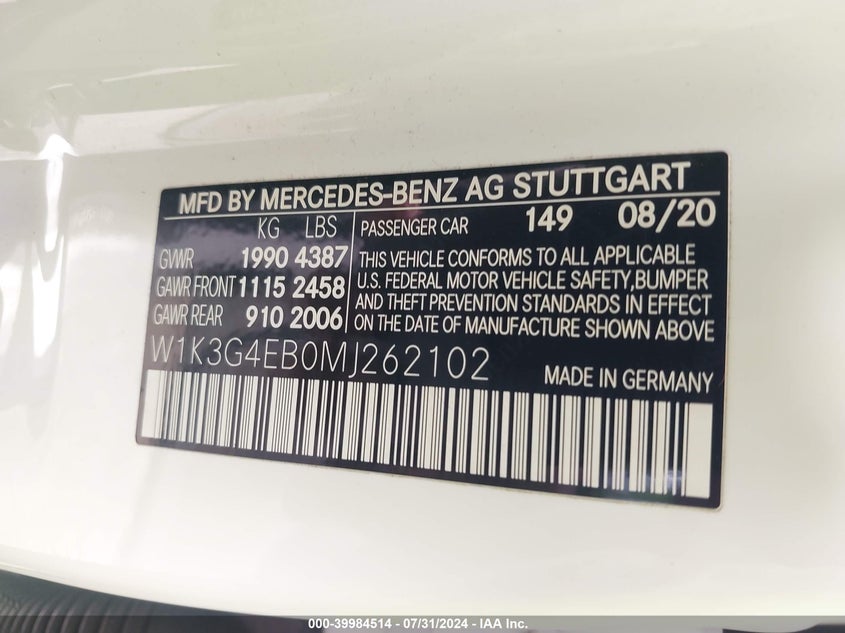 MFD BY MERCEDES-BENZ AG STUTTGART
KG LBS
GVWR 1990 4387
GAWR FRONT 1115 2458
GAWR REAR 910 2006
PASSENGER CAR 149 08/20
THIS VEHICLE CONFORMS TO ALL APPLICABLE
U.S. FEDERAL MOTOR VEHICLE SAFETY,BUMPER
AND THEFT PREVENTION STANDARDS IN EFFECT
ON THE DATE OF MANUFACTURE SHOWN ABOVE
W1K3G4EB0MJ262102
MADE IN GERMANY
000-39984514 - 07/31/2024 - IAA Inc.